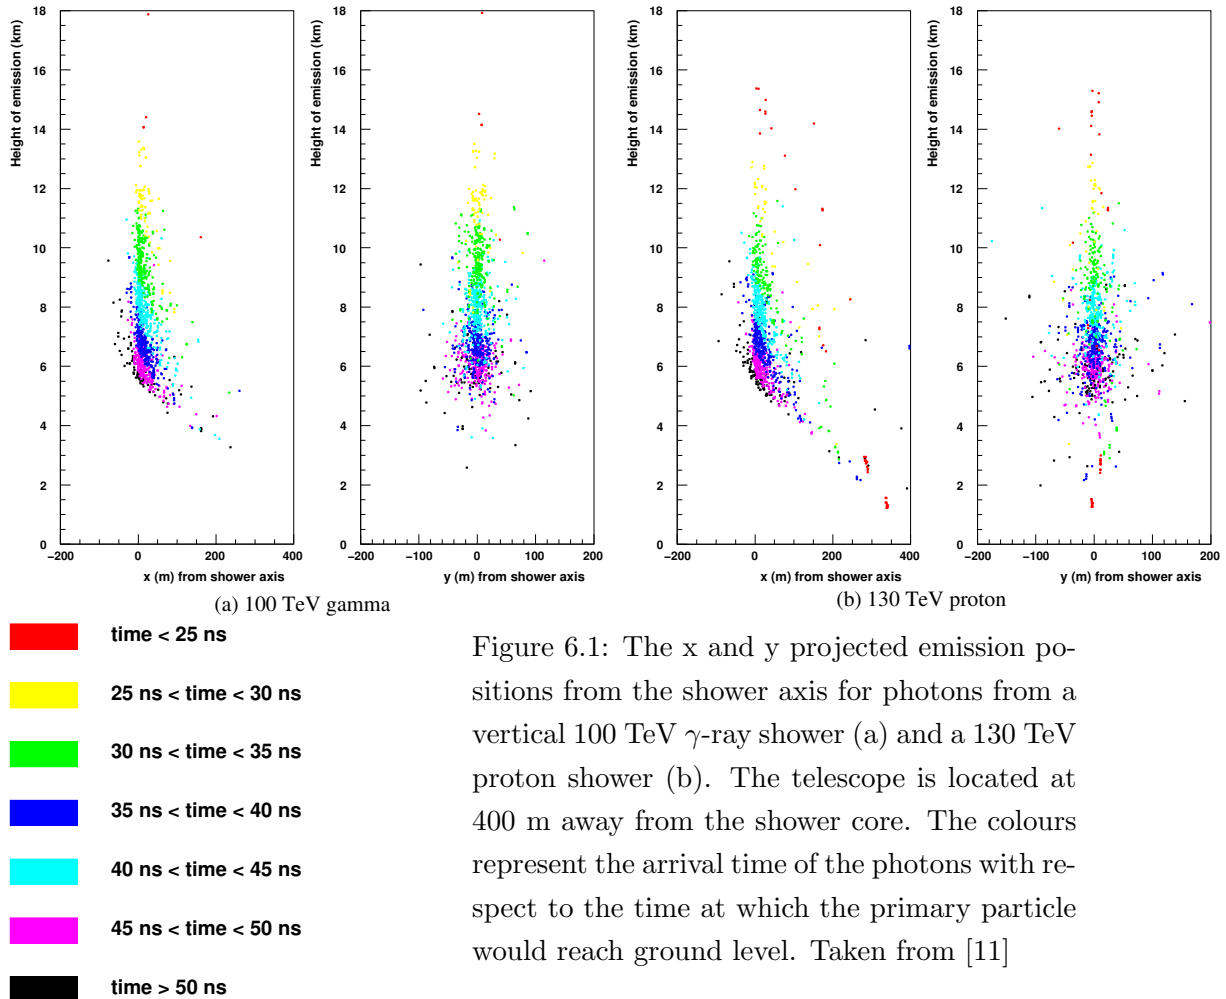 Height of emission (km)
18
16
14
12
10
8
6
4
2
0
−200
0
200
400
x (m) from shower axis
Height of emission (km)
18
16
14
12
10
8
6
4
2
0
−200
−100
0
100
200
y (m) from shower axis
(a) 100 TeV gamma
Height of emission (km)
18
16
14
12
10
8
6
4
2
0
−200
0
200
400
x (m) from shower axis
Height of emission (km)
18
16
14
12
10
8
6
4
2
0
−200
−100
0
100
200
y (m) from shower axis
(b) 130 TeV proton
time < 25 ns
25 ns < time < 30 ns
30 ns < time < 35 ns
35 ns < time < 40 ns
40 ns < time < 45 ns
45 ns < time < 50 ns
time > 50 ns
Figure 6.1: The x and y projected emission po-
sitions from the shower axis for photons from a
vertical 100 TeV γ-ray shower (a) and a 130 TeV
proton shower (b). The telescope is located at
400 m away from the shower core. The colours
represent the arrival time of the photons with re-
spect to the time at which the primary particle
would reach ground level. Taken from [11]